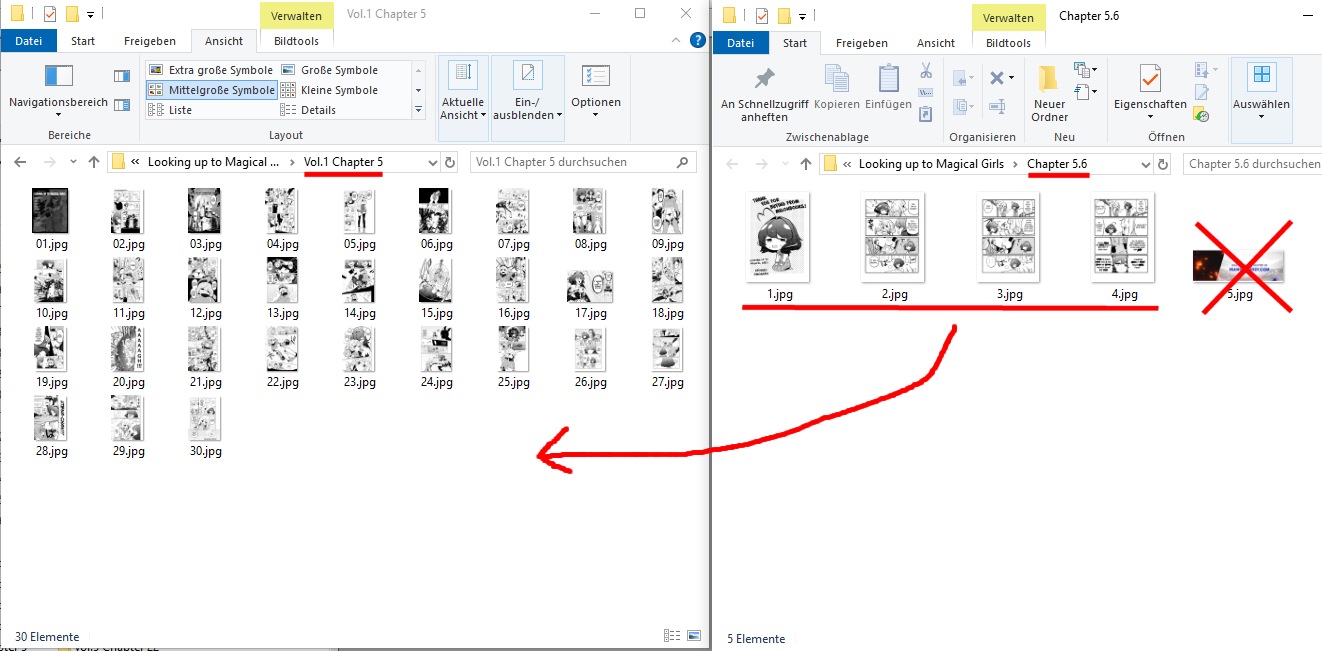 Verwalten
Vol.1 Chapter 5
Datei
Start
Freigeben
Ansicht
Bildtools
Navigationsbereich
Bereiche
Extra große Symbole
Große Symbole
Mittelgroße Symbole
Kleine Symbole
Liste
Details
Layout
Aktuelle Ansicht
Ein-/ ausblenden
Optionen
« Looking up to Magical ... › Vol.1 Chapter 5
Vol.1 Chapter 5 durchsuchen
01.jpg 02.jpg 03.jpg 04.jpg 05.jpg 06.jpg 07.jpg 08.jpg 09.jpg
10.jpg 11.jpg 12.jpg 13.jpg 14.jpg 15.jpg 16.jpg 17.jpg 18.jpg
19.jpg 20.jpg 21.jpg 22.jpg 23.jpg 24.jpg 25.jpg 26.jpg 27.jpg
28.jpg 29.jpg 30.jpg
30 Elemente
Verwalten
Chapter 5.6
Datei
Start
Freigeben
Ansicht
Bildtools
An Schnellzugriff anheften
Kopieren
Einfügen
Zwischenablage
Organisieren
Neuer Ordner
Neu
Eigenschaften
Öffnen
Auswählen
« Looking up to Magical Girls › Chapter 5.6
Chapter 5.6 durchsuchen
THANK YOU FOR BUYING FROM
1.jpg 2.jpg 3.jpg 4.jpg 5.jpg
5 Elemente